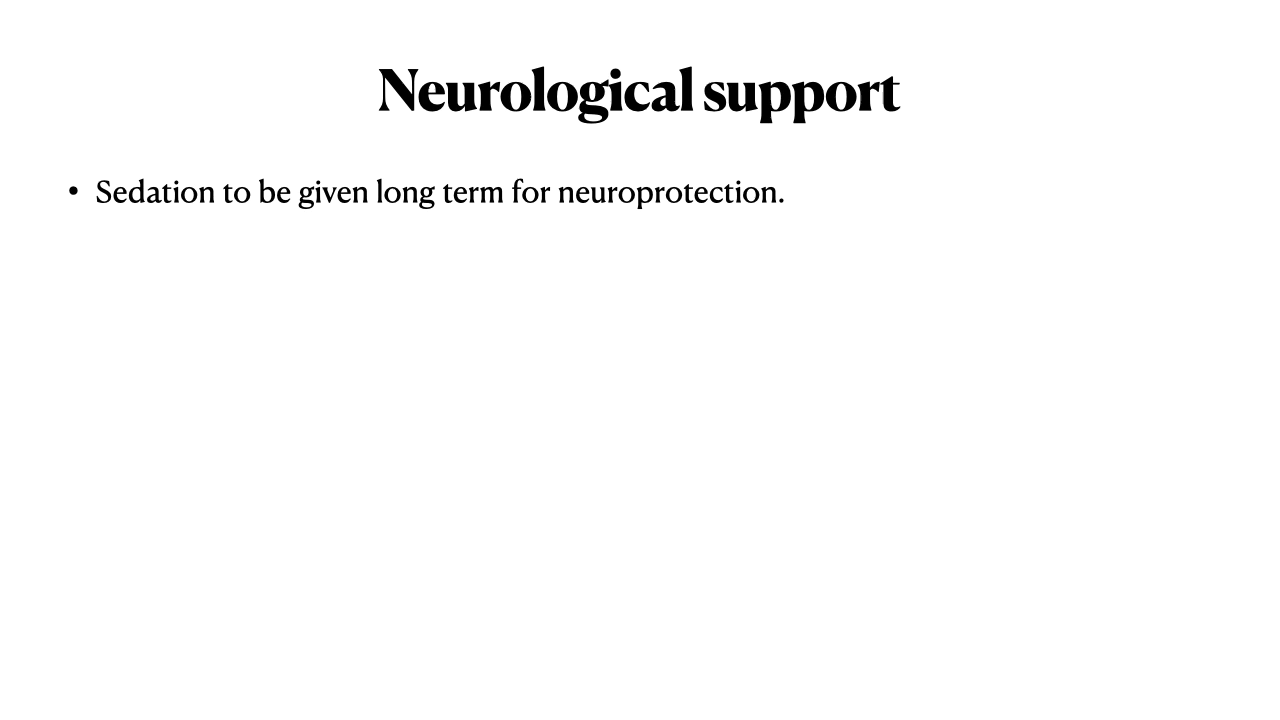 Neurological support
• Sedation to be given long term for neuroprotection.